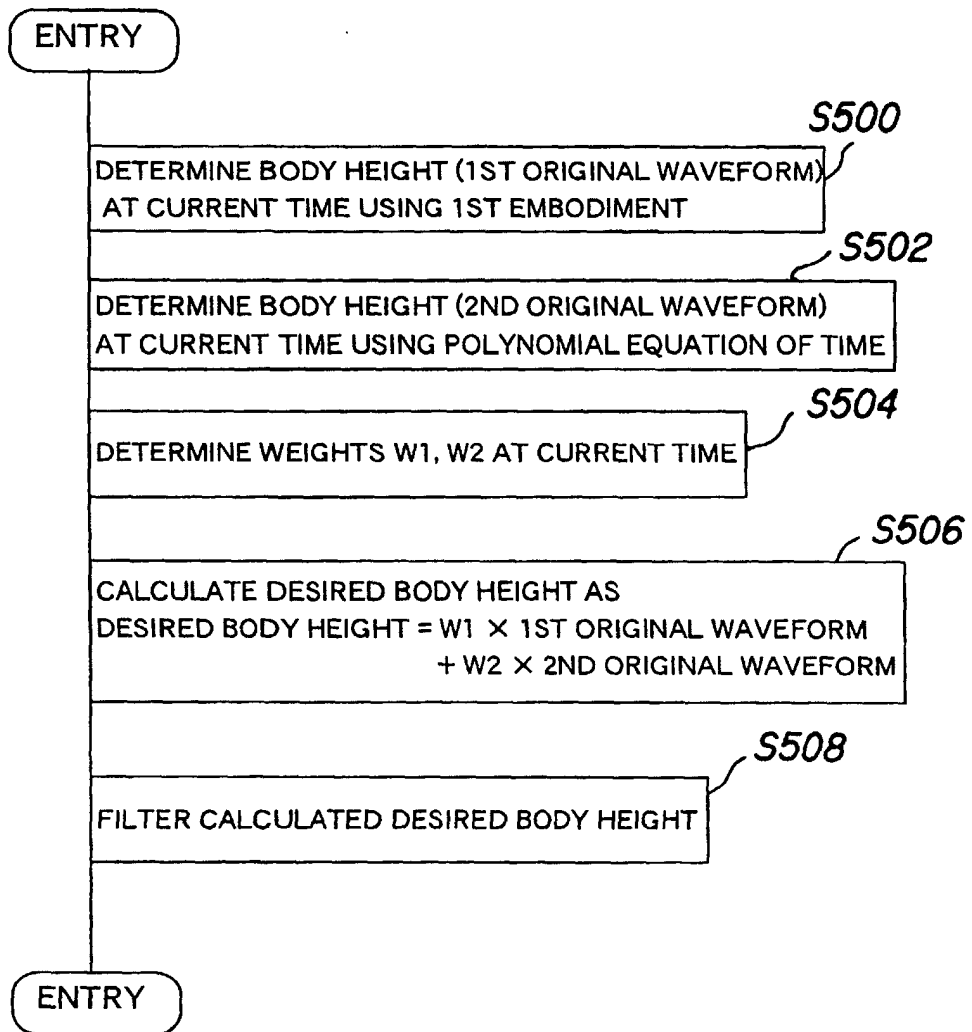 ENTRY
S500
DETERMINE BODY HEIGHT (1ST ORIGINAL WAVEFORM)
AT CURRENT TIME USING 1ST EMBODIMENT
S502
DETERMINE BODY HEIGHT (2ND ORIGINAL WAVEFORM)
AT CURRENT TIME USING POLYNOMIAL EQUATION OF TIME
S504
DETERMINE WEIGHTS W1, W2 AT CURRENT TIME
S506
CALCULATE DESIRED BODY HEIGHT AS
DESIRED BODY HEIGHT = W1 × 1ST ORIGINAL WAVEFORM
+ W2 × 2ND ORIGINAL WAVEFORM
S508
FILTER CALCULATED DESIRED BODY HEIGHT
ENTRY